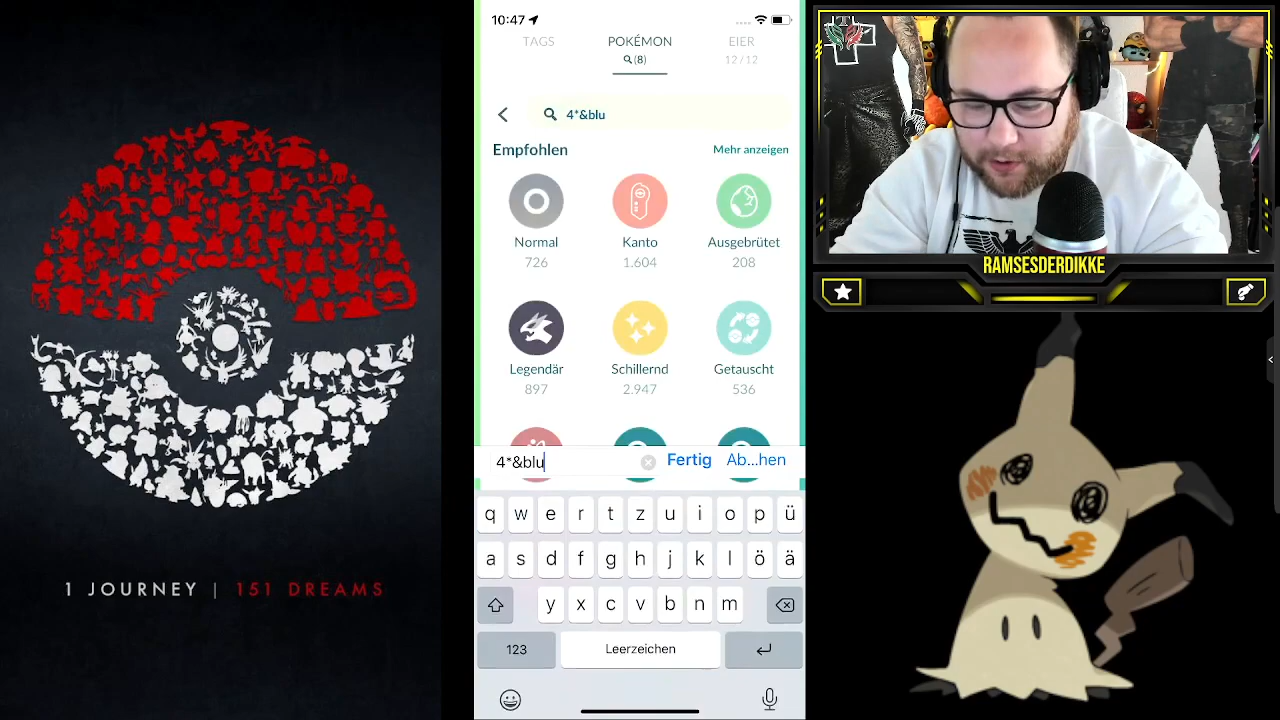 10:47
TAGS
POKÉMON
EIER
(8)
12/12
4*&blu
Empfohlen
Mehr anzeigen
Normal
Kanto
Ausgebrütet
726
1.604
208
Legendär
Schillernd
Getauscht
897
2.947
536
4*&blu
Fertig
Ab...hen
q w e r t z u i o p ü
a s d f g h j k l ö ä
y x c v b n m
123
Leerzeichen
1 JOURNEY | 151 DREAMS
RAMSESDERDIKKE